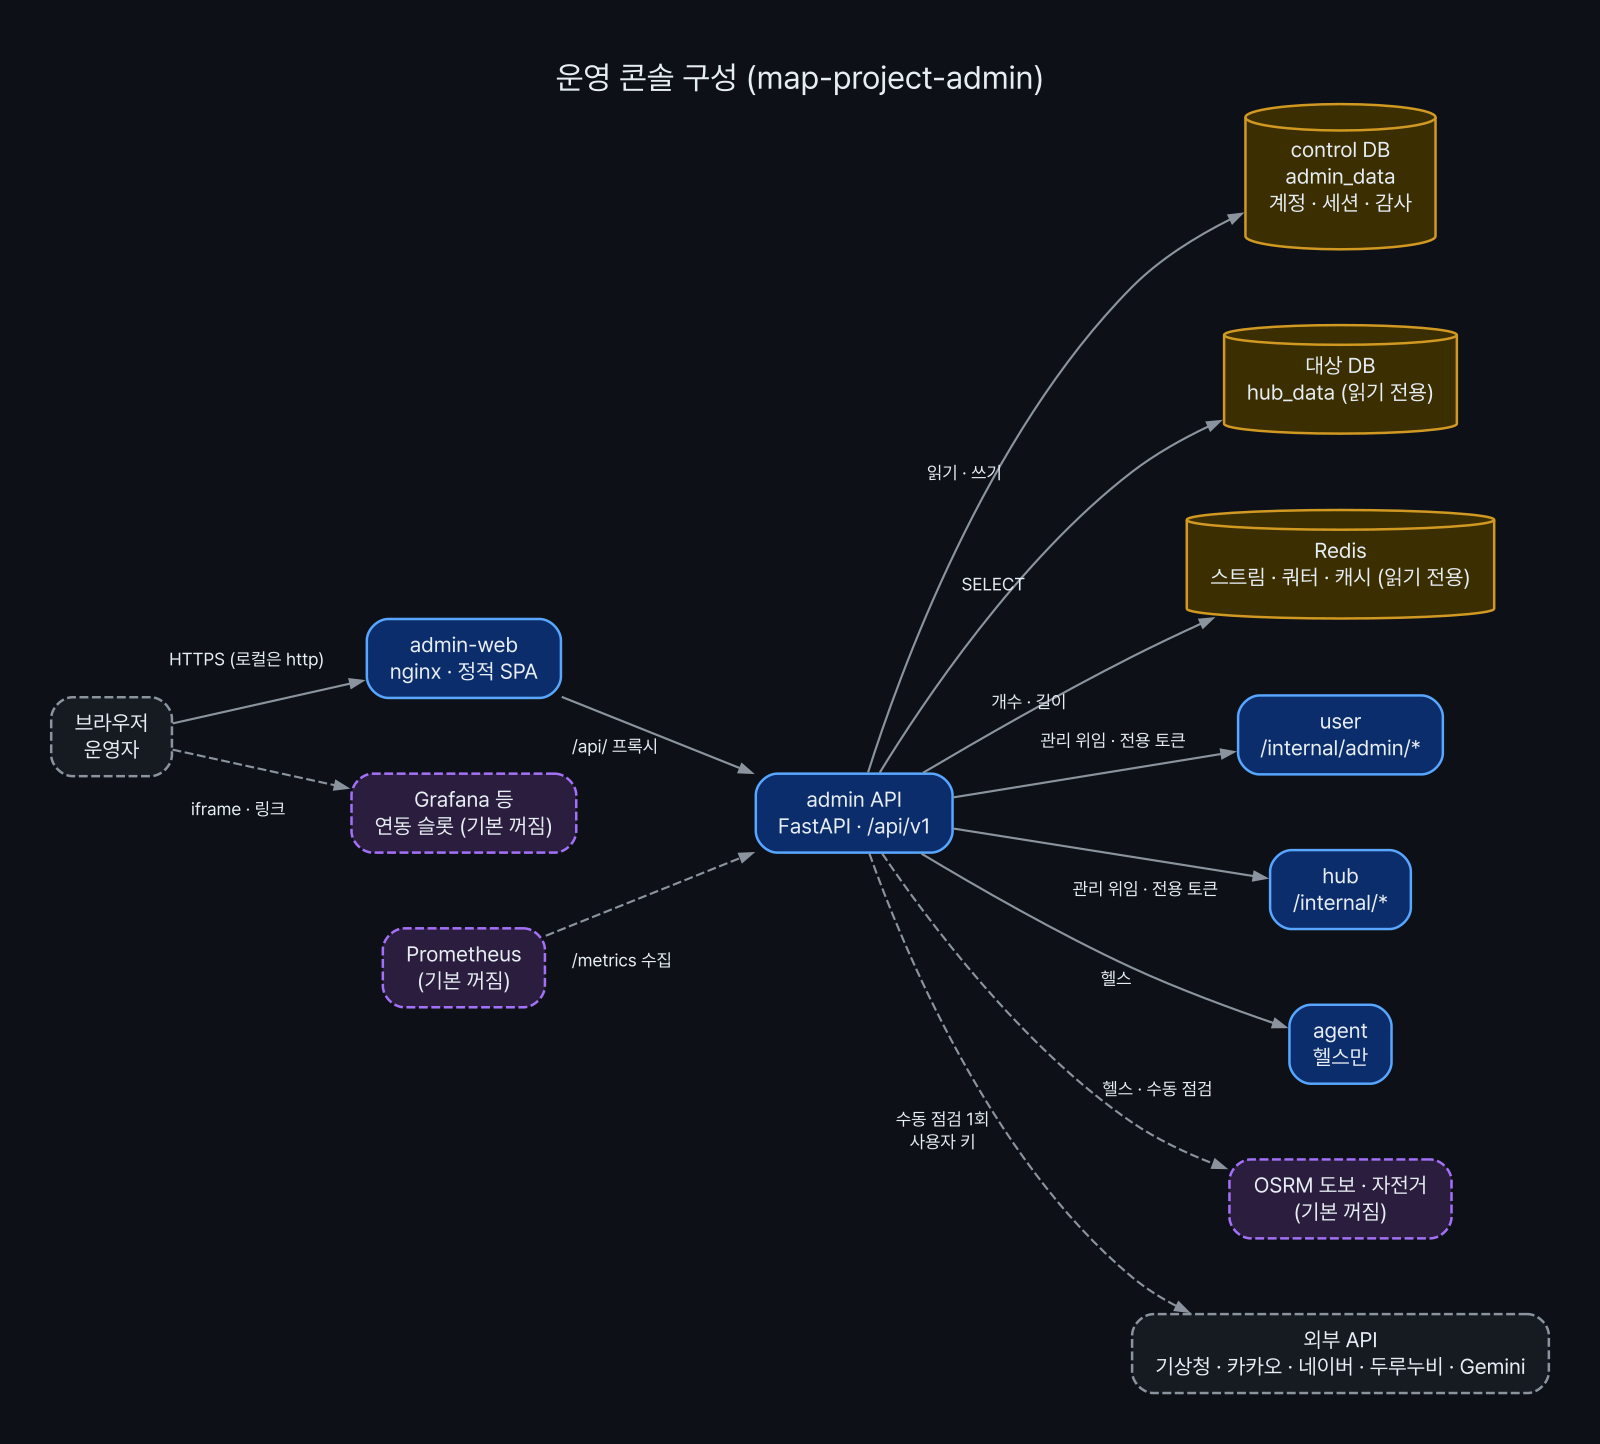 운영 콘솔 구성 (map-project-admin)
control DB
admin_data
계정 · 세션 · 감사
대상 DB
hub_data (읽기 전용)
읽기 · 쓰기
Redis
스트림 · 쿼터 · 캐시 (읽기 전용)
SELECT
admin-web
nginx · 정적 SPA
HTTPS (로컬은 http)
개수 · 길이
브라우저
운영자
/api/ 프록시
관리 위임 · 전용 토큰
user
/internal/admin/*
iframe · 링크
Grafana 등
연동 슬롯 (기본 꺼짐)
admin API
FastAPI · /api/v1
관리 위임 · 전용 토큰
hub
/internal/*
Prometheus
(기본 꺼짐)
/metrics 수집
헬스
agent
헬스만
헬스 · 수동 점검
수동 점검 1회
사용자 키
OSRM 도보 · 자전거
(기본 꺼짐)
외부 API
기상청 · 카카오 · 네이버 · 두루누비 · Gemini